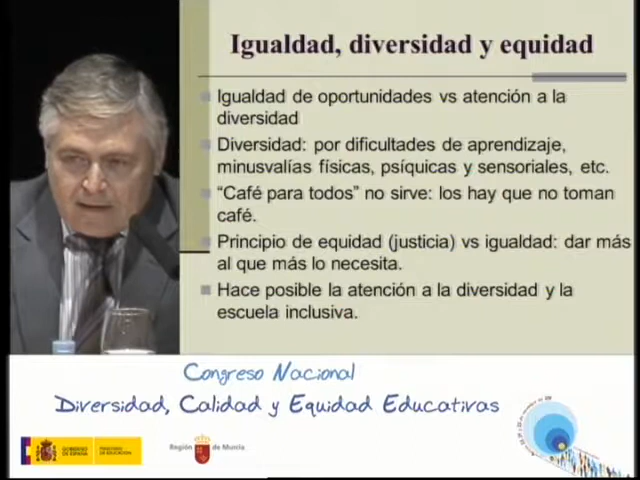 Igualdad, diversidad y equidad
Igualdad de oportunidades vs atención a la
diversidad
Diversidad: por dificultades de aprendizaje,
minusvalías físicas, psíquicas y sensoriales, etc.
“Café para todos” no sirve: los hay que no toman
café.
Principio de equidad (justicia) vs igualdad: dar más
al que más lo necesita.
Hace posible la atención a la diversidad y la
escuela inclusiva.
Congreso Nacional
Diversidad, Calidad y Equidad Educativas
GOBIERNO
DE ESPAÑA
MINISTERIO
DE EDUCACIÓN
Región de Murcia